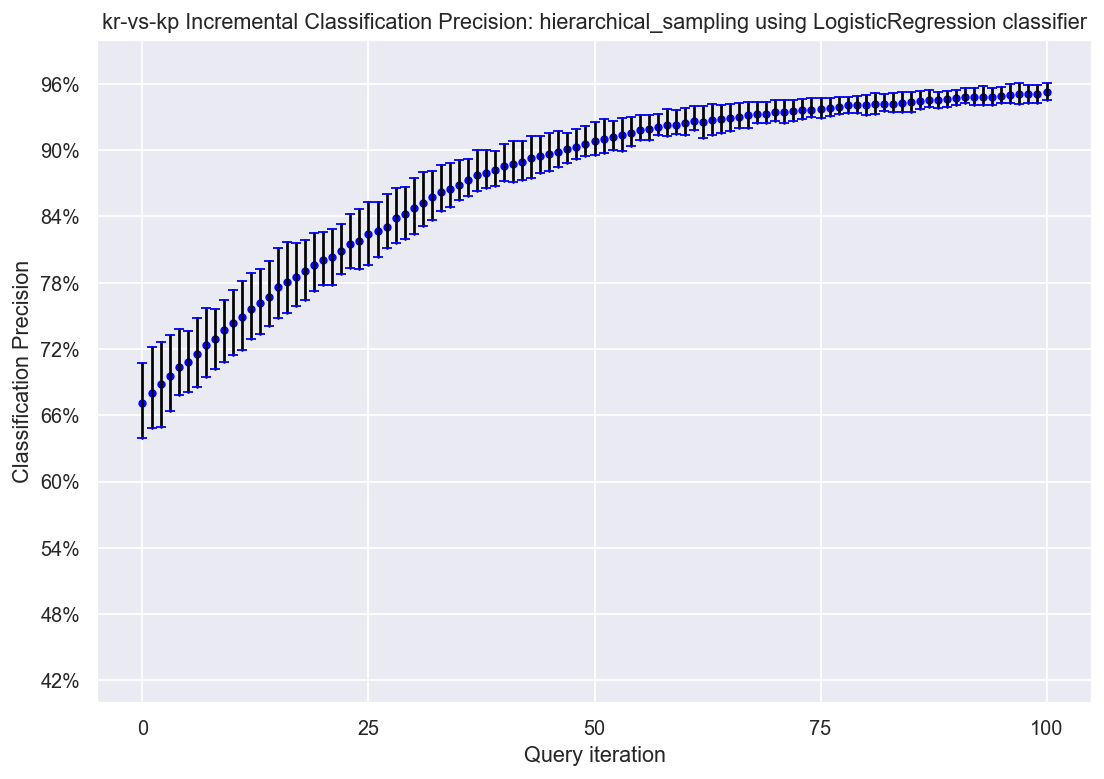 kr-vs-kp Incremental Classification Precision: hierarchical_sampling using LogisticRegression classifier
96%
90%
84%
78%
72%
66%
60%
54%
48%
42%
Classification Precision
0 25 50 75 100
Query iteration